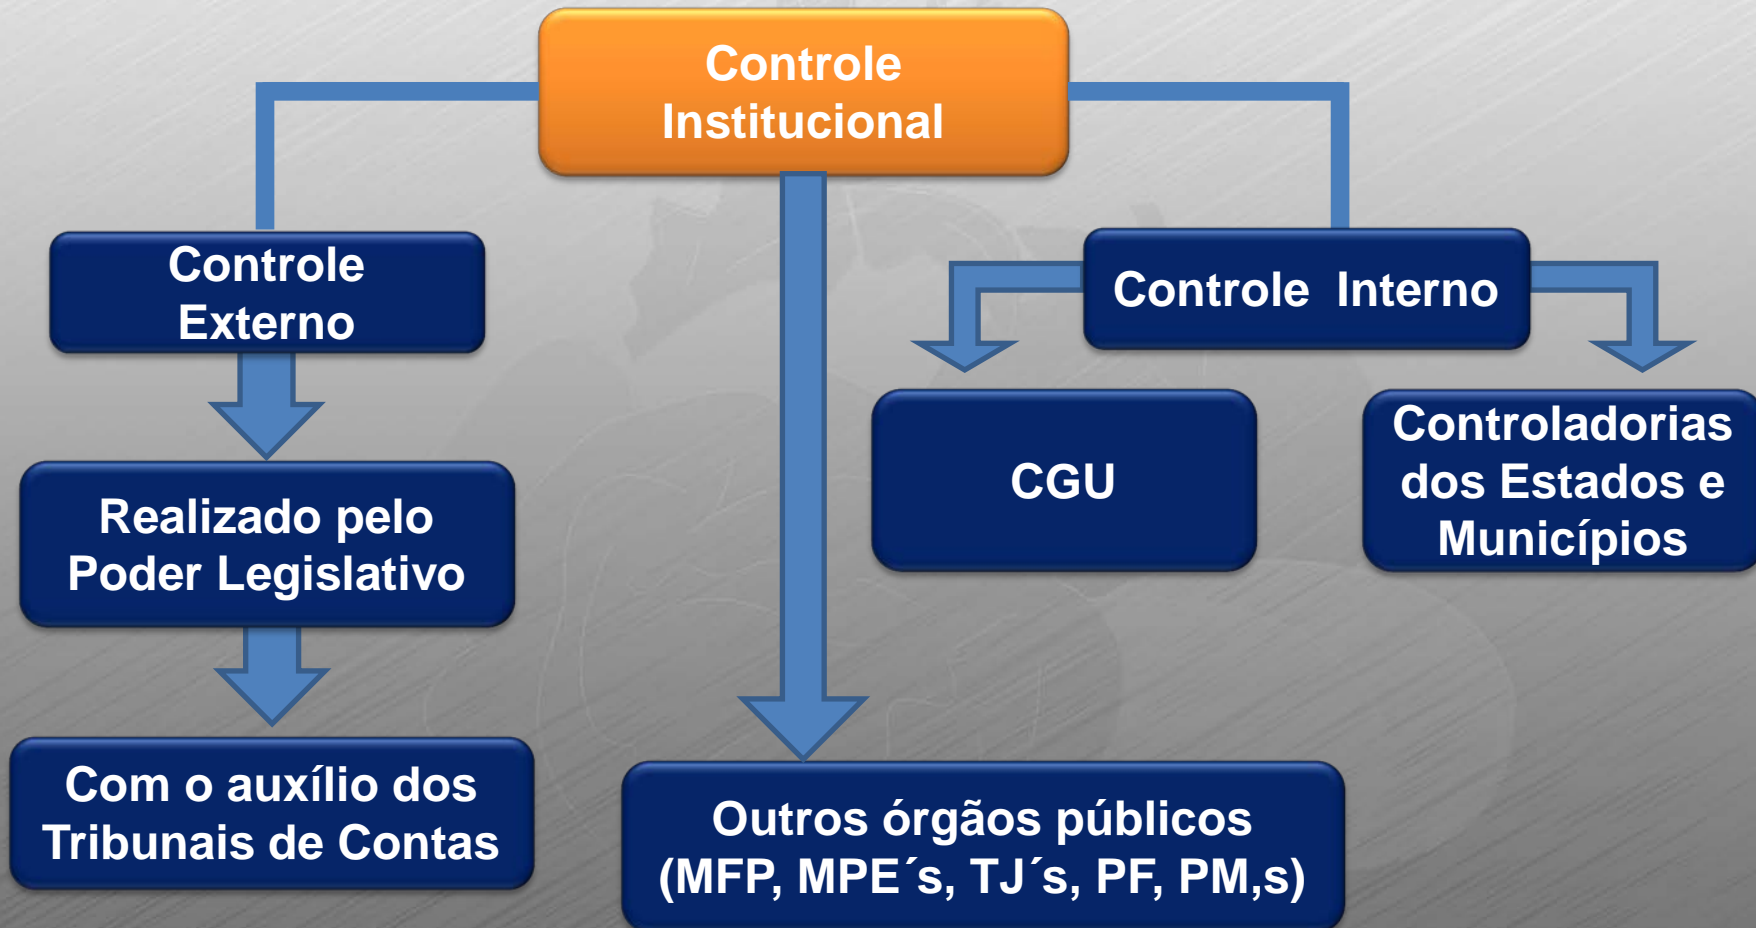 Controle
Institucional
Controle
Externo
Controle  Interno
Realizado pelo
Poder Legislativo
CGU
Controladorias
dos Estados e
Municípios
Com o auxílio dos
Tribunais de Contas
Outros órgãos públicos
(MFP, MPE´s, TJ´s, PF, PM,s)